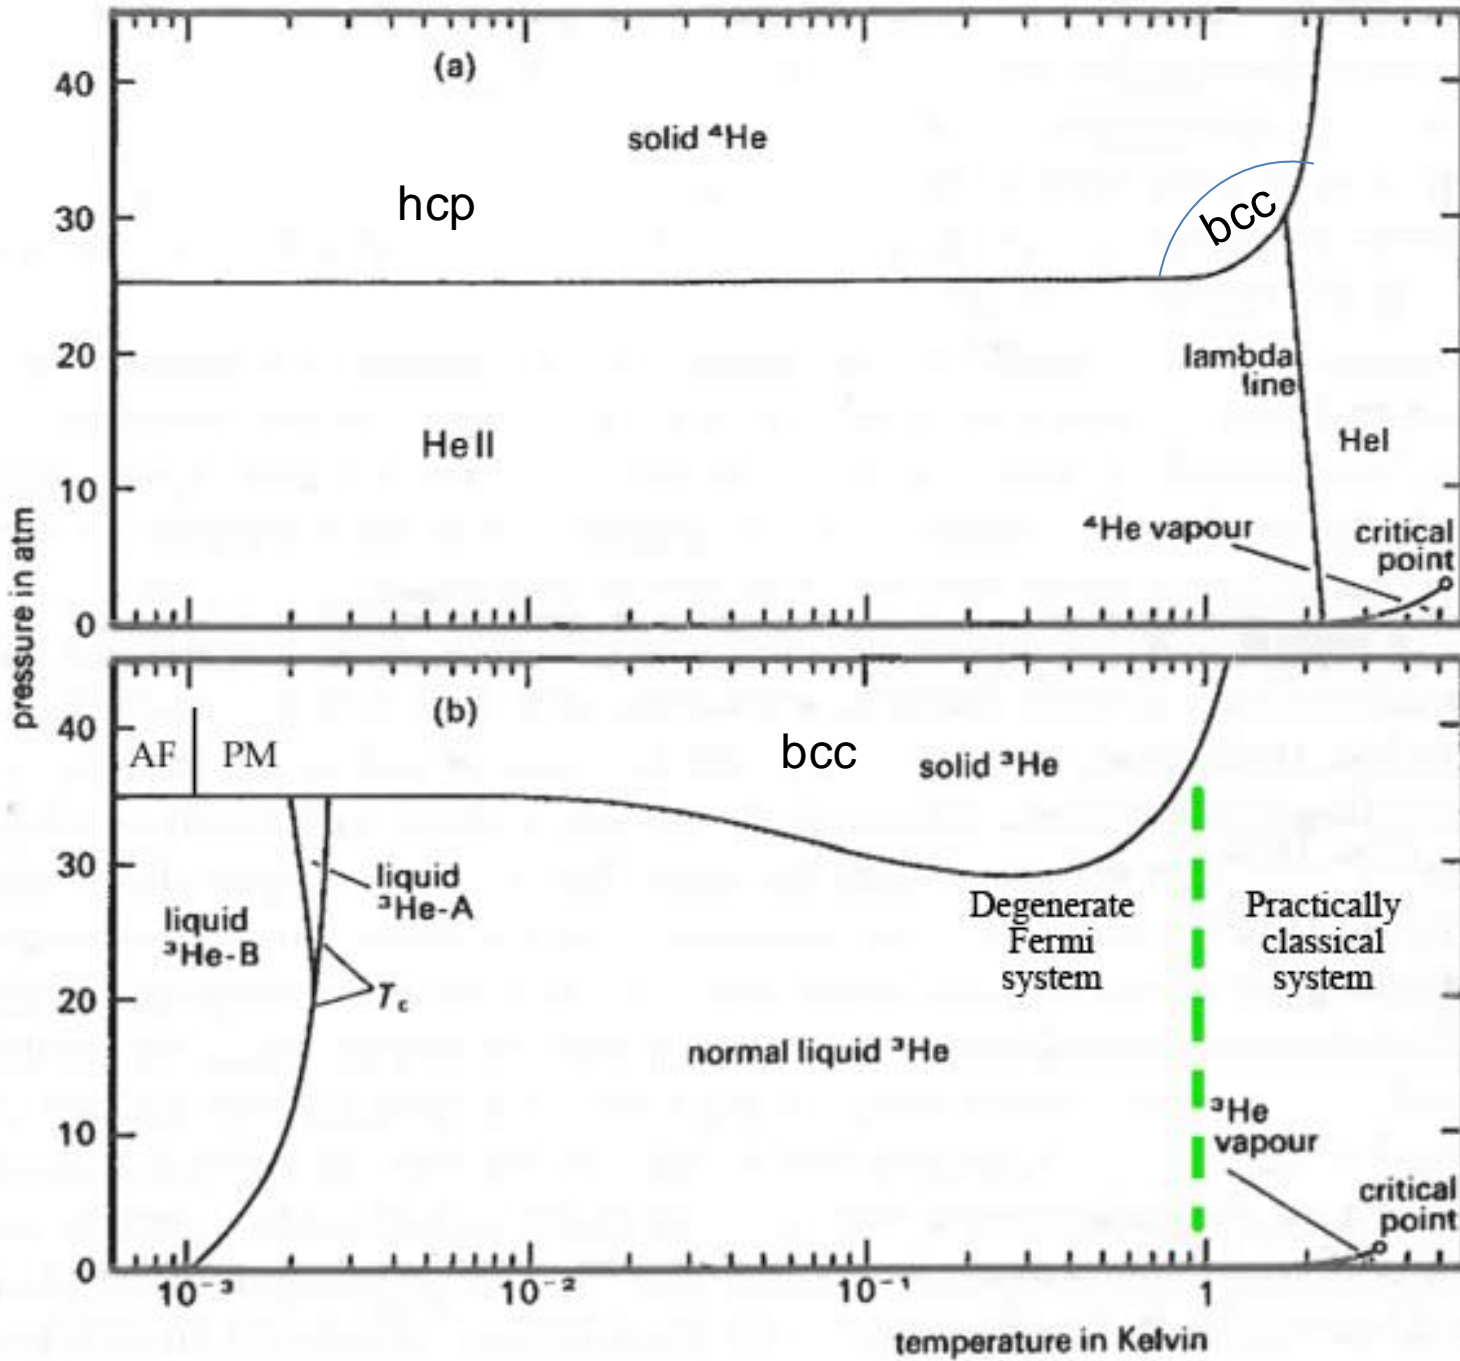 (a)
40
solid ⁴He
30
hcp
bcc
20
lambda
line
He II
HeI
10
⁴He vapour
critical
point
0
pressure in atm
(b)
40
AF
PM
bcc
solid ³He
30
liquid
³He-A
liquid
³He-B
Degenerate
Fermi
system
Practically
classical
system
20
T_c
normal liquid ³He
10
³He
vapour
critical
point
0
10⁻³
10⁻²
10⁻¹
1
temperature in Kelvin